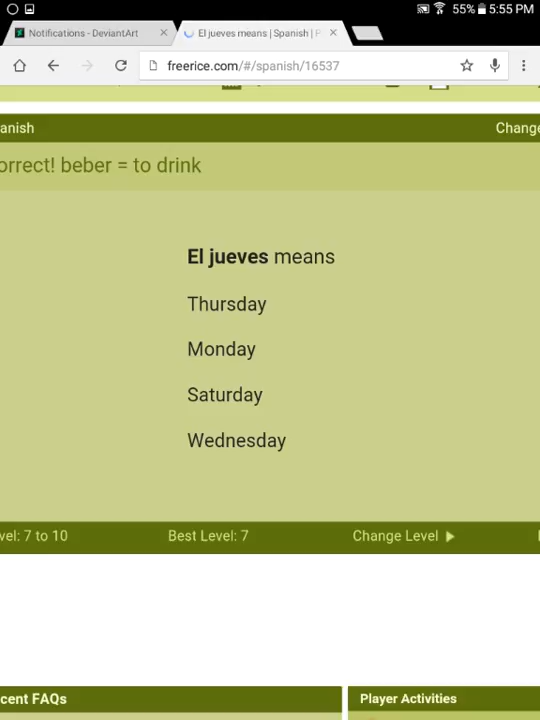 55% 5:55 PM
Notifications - DeviantArt
El jueves means | Spanish | F
freerice.com/#/spanish/16537
anish
Change
orrect! beber = to drink
El jueves means
Thursday
Monday
Saturday
Wednesday
vel: 7 to 10
Best Level: 7
Change Level
cent FAQs
Player Activities